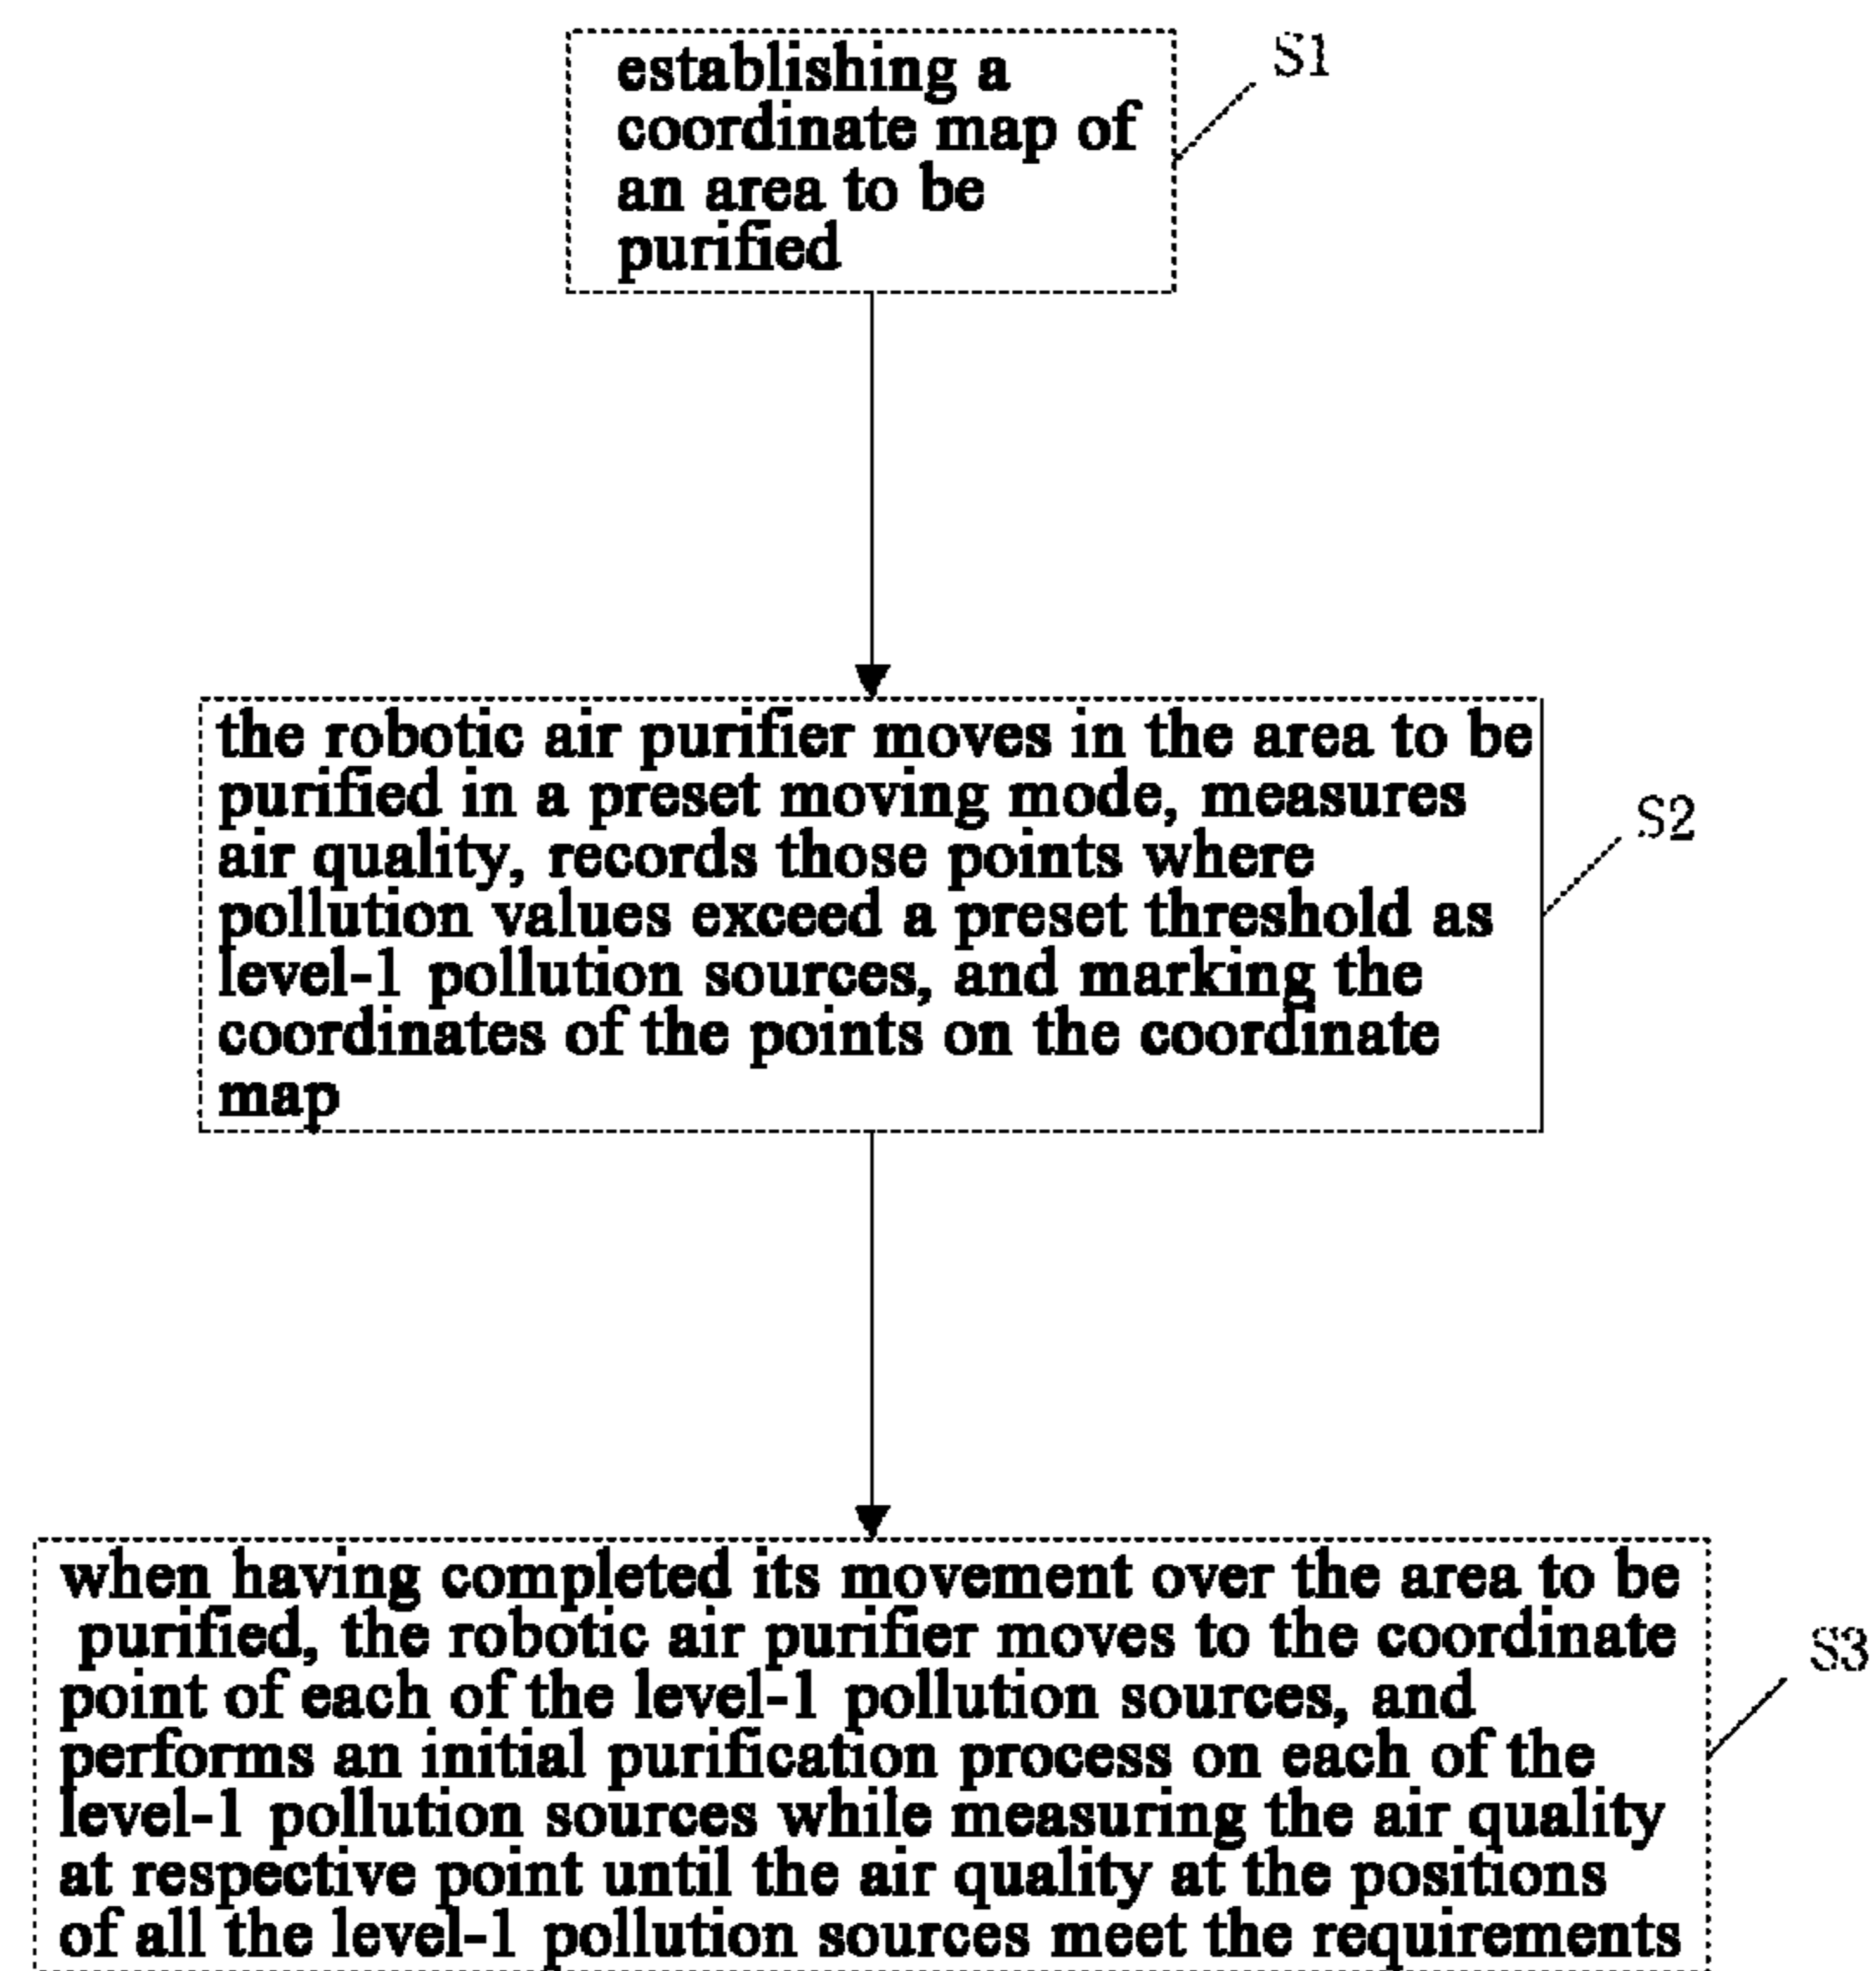 establishing a
coordinate map of
an area to be
purified
S1
the robotic air purifier moves in the area to be
purified in a preset moving mode, measures
air quality, records those points where
pollution values exceed a preset threshold as
level-1 pollution sources, and marking the
coordinates of the points on the coordinate
map
S2
when having completed its movement over the area to be
purified, the robotic air purifier moves to the coordinate
point of each of the level-1 pollution sources, and
performs an initial purification process on each of the
level-1 pollution sources while measuring the air quality
at respective point until the air quality at the positions
of all the level-1 pollution sources meet the requirements
S3